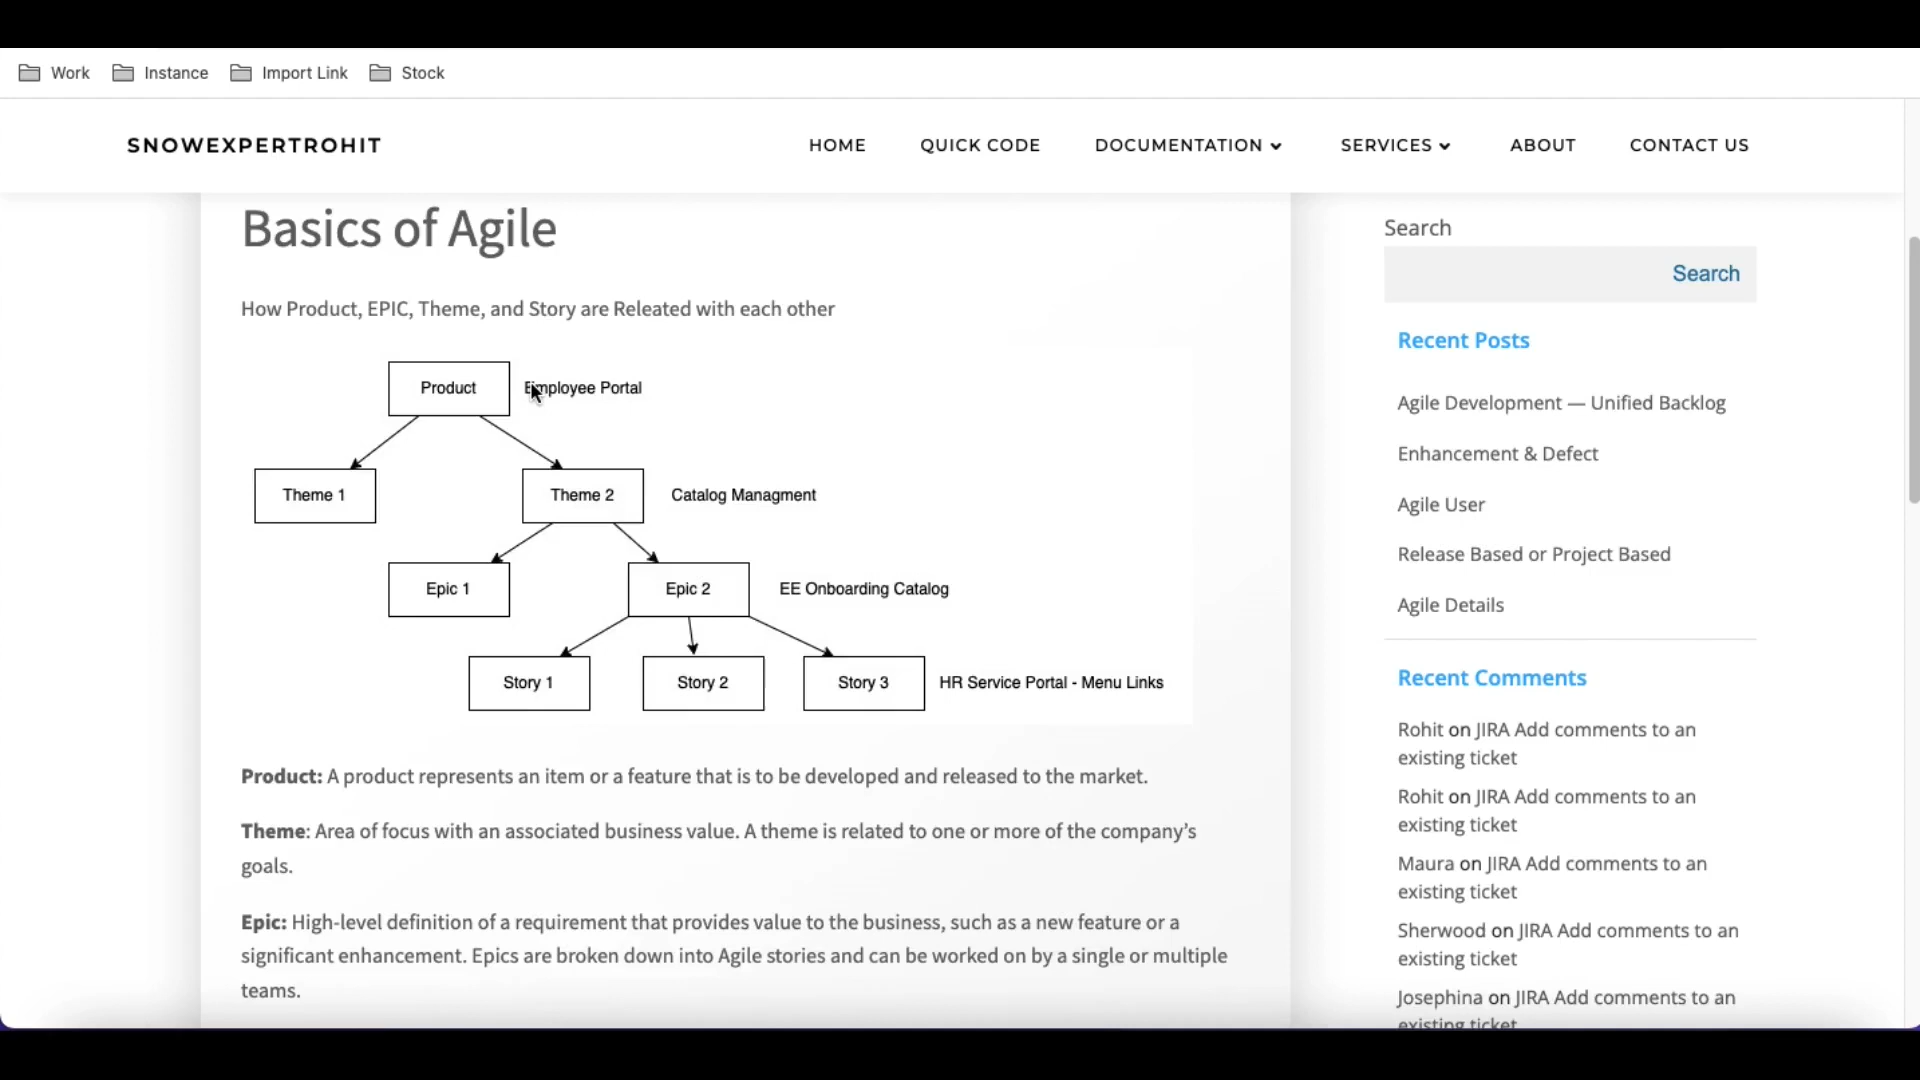 Work Instance Import Link Stock
SNOWEXPERTROHIT
HOME QUICK CODE DOCUMENTATION SERVICES ABOUT CONTACT US
Basics of Agile
How Product, EPIC, Theme, and Story are Releated with each other
Product Employee Portal
Theme 1 Theme 2 Catalog Managment
Epic 1 Epic 2 EE Onboarding Catalog
Story 1 Story 2 Story 3 HR Service Portal - Menu Links
Product: A product represents an item or a feature that is to be developed and released to the market.
Theme: Area of focus with an associated business value. A theme is related to one or more of the company’s
goals.
Epic: High-level definition of a requirement that provides value to the business, such as a new feature or a
significant enhancement. Epics are broken down into Agile stories and can be worked on by a single or multiple
teams.
Search
Search
Recent Posts
Agile Development — Unified Backlog
Enhancement & Defect
Agile User
Release Based or Project Based
Agile Details
Recent Comments
Rohit on JIRA Add comments to an
existing ticket
Rohit on JIRA Add comments to an
existing ticket
Maura on JIRA Add comments to an
existing ticket
Sherwood on JIRA Add comments to an
existing ticket
Josephina on JIRA Add comments to an
existing ticket